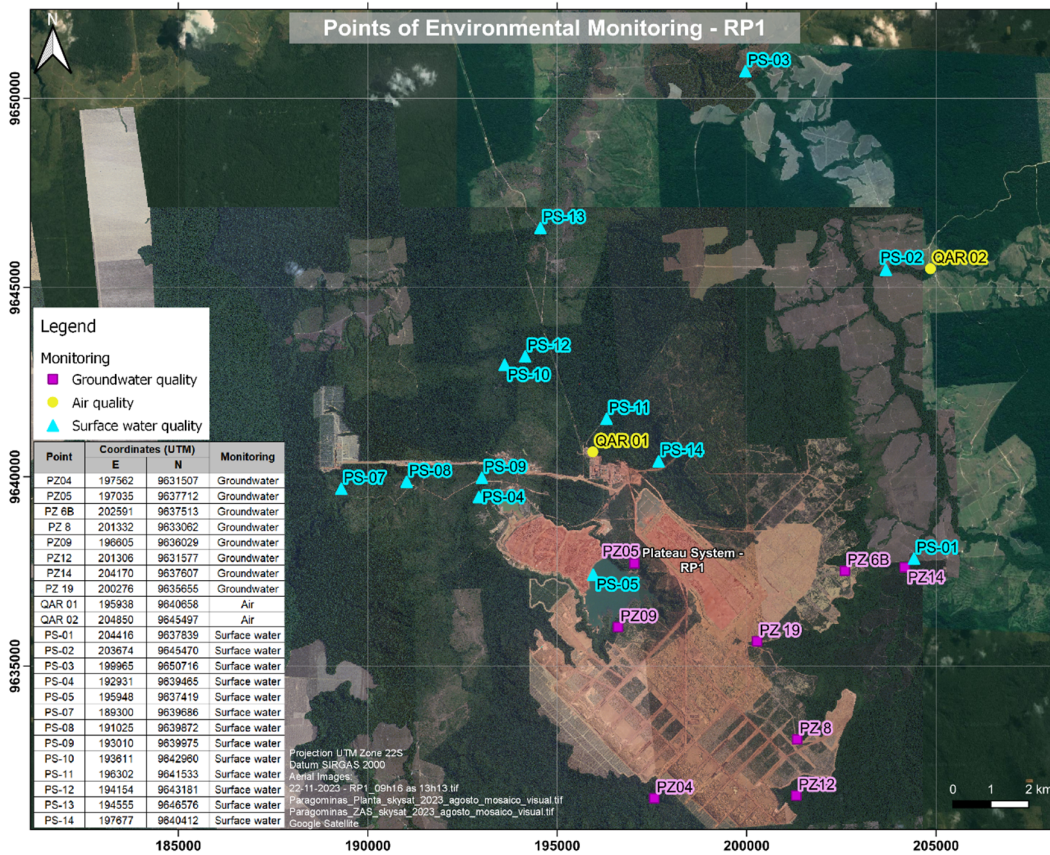 Points of Environmental Monitoring - RP1
N
9650000
9645000
9640000
9635000
PS-03
PS-13
PS-02
QAR 02
PS-12
PS-10
PS-11
QAR 01
PS-14
PS-09
PS-08
PS-07
PS-04
PZ05
Plateau System -
RP1
PS-05
PZ09
PZ 6B
PS-01
PZ14
PZ 19
PZ 8
PZ04
PZ12
Legend
Monitoring
Groundwater quality
Air quality
Surface water quality
Point Coordinates (UTM) Monitoring
E N
PZ04 197562 9631507 Groundwater
PZ05 197035 9637712 Groundwater
PZ 6B 202591 9637513 Groundwater
PZ 8 201332 9633062 Groundwater
PZ09 196605 9636029 Groundwater
PZ12 201306 9631577 Groundwater
PZ14 204170 9637607 Groundwater
PZ 19 200276 9635655 Groundwater
QAR 01 195938 9640658 Air
QAR 02 204850 9645497 Air
PS-01 204416 9637839 Surface water
PS-02 203674 9645470 Surface water
PS-03 199965 9650716 Surface water
PS-04 192931 9639465 Surface water
PS-05 195948 9637419 Surface water
PS-07 189300 9639686 Surface water
PS-08 191025 9639872 Surface water
PS-09 193010 9639975 Surface water
PS-10 193611 9642960 Surface water
PS-11 196302 9641533 Surface water
PS-12 194154 9643181 Surface water
PS-13 194555 9646576 Surface water
PS-14 197677 9640412 Surface water
Projection UTM Zone 22S
Datum SIRGAS 2000
Aerial Images:
22-11-2023 - RP1_09h16 as 13h13.tif
Paragominas_Planta_skysat_2023_agosto_mosaico_visual.tif
Paragominas_ZAS_skysat_2023_agosto_mosaico_visual.tif
Google Satellite
0 1 2 km
185000 190000 195000 200000 205000